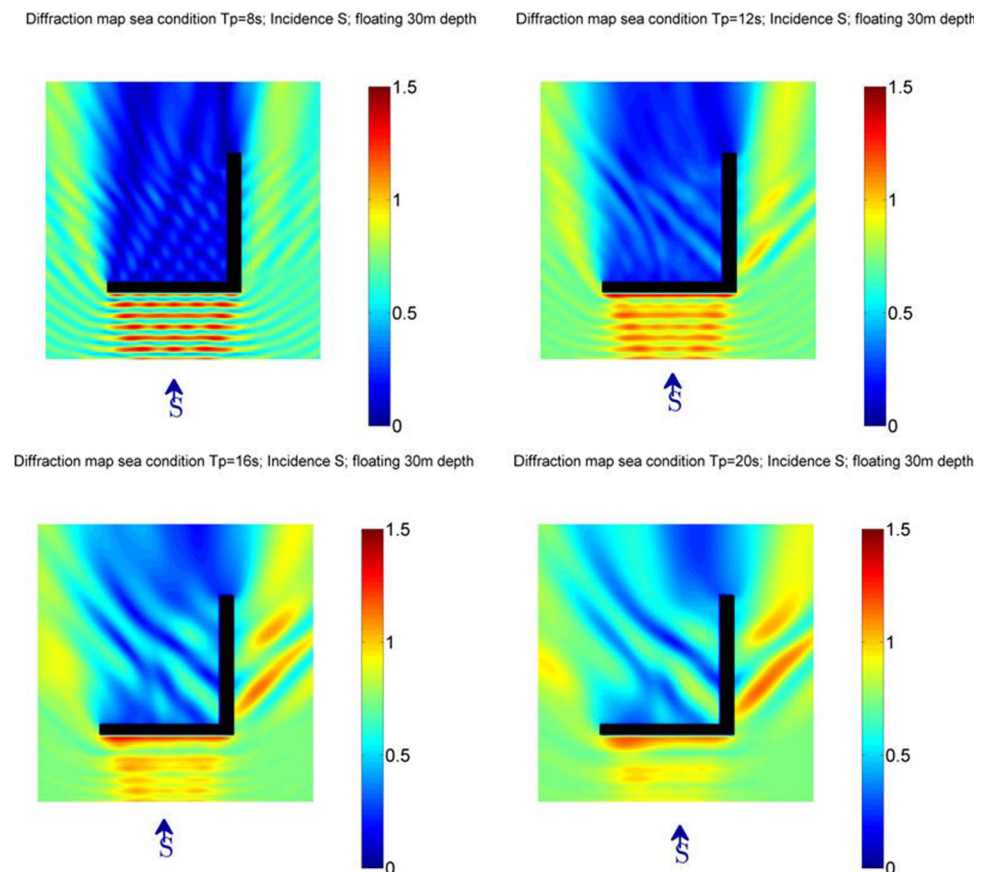 Diffraction map sea condition Tp=8s; Incidence S; floating 30m depth
1.5
1
0.5
0
S
Diffraction map sea condition Tp=12s; Incidence S; floating 30m depth
1.5
1
0.5
0
S
Diffraction map sea condition Tp=16s; Incidence S; floating 30m depth
1.5
1
0.5
0
S
Diffraction map sea condition Tp=20s; Incidence S; floating 30m depth
1.5
1
0.5
0
S